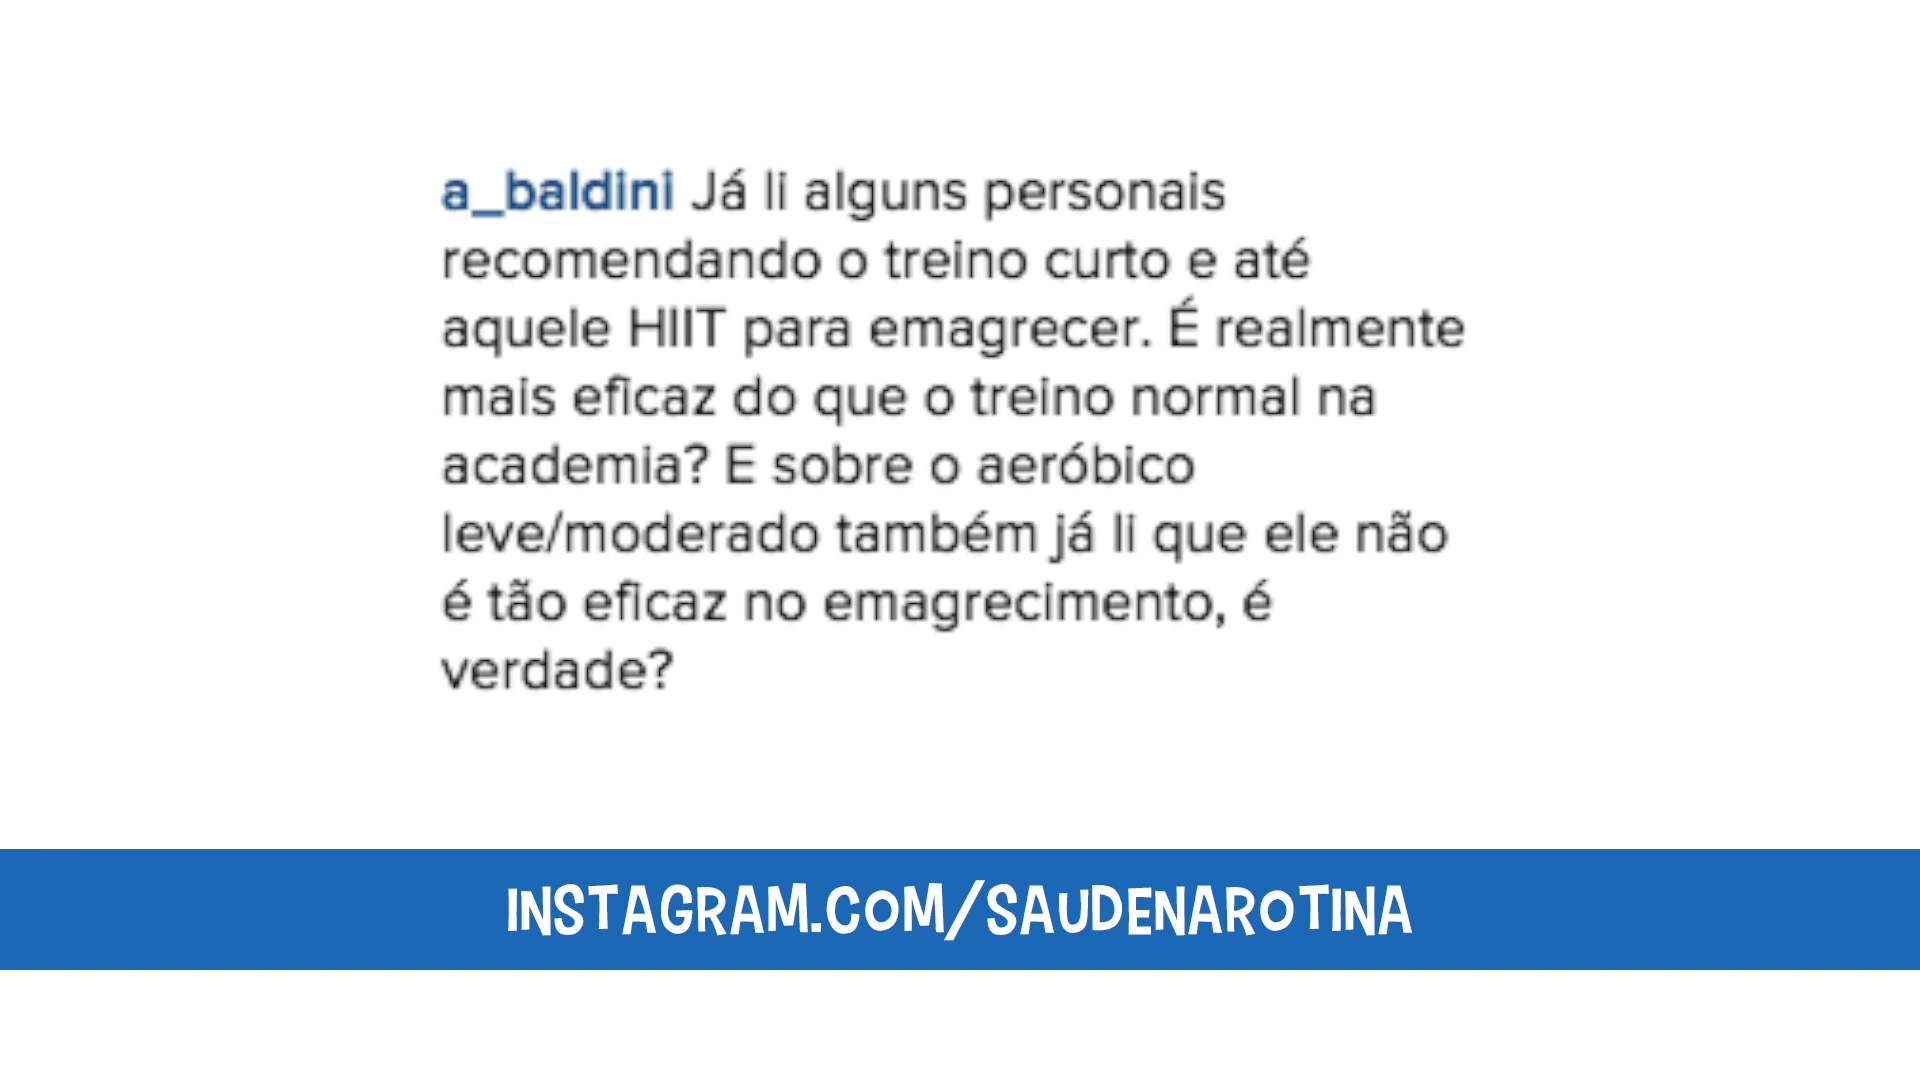 a_baldini Já li alguns personais
recomendando o treino curto e até
aquele HIIT para emagrecer. É realmente
mais eficaz do que o treino normal na
academia? E sobre o aeróbico
leve/moderado também já li que ele não
é tão eficaz no emagrecimento, é
verdade?
INSTAGRAM.COM/SAUDENAROTINA